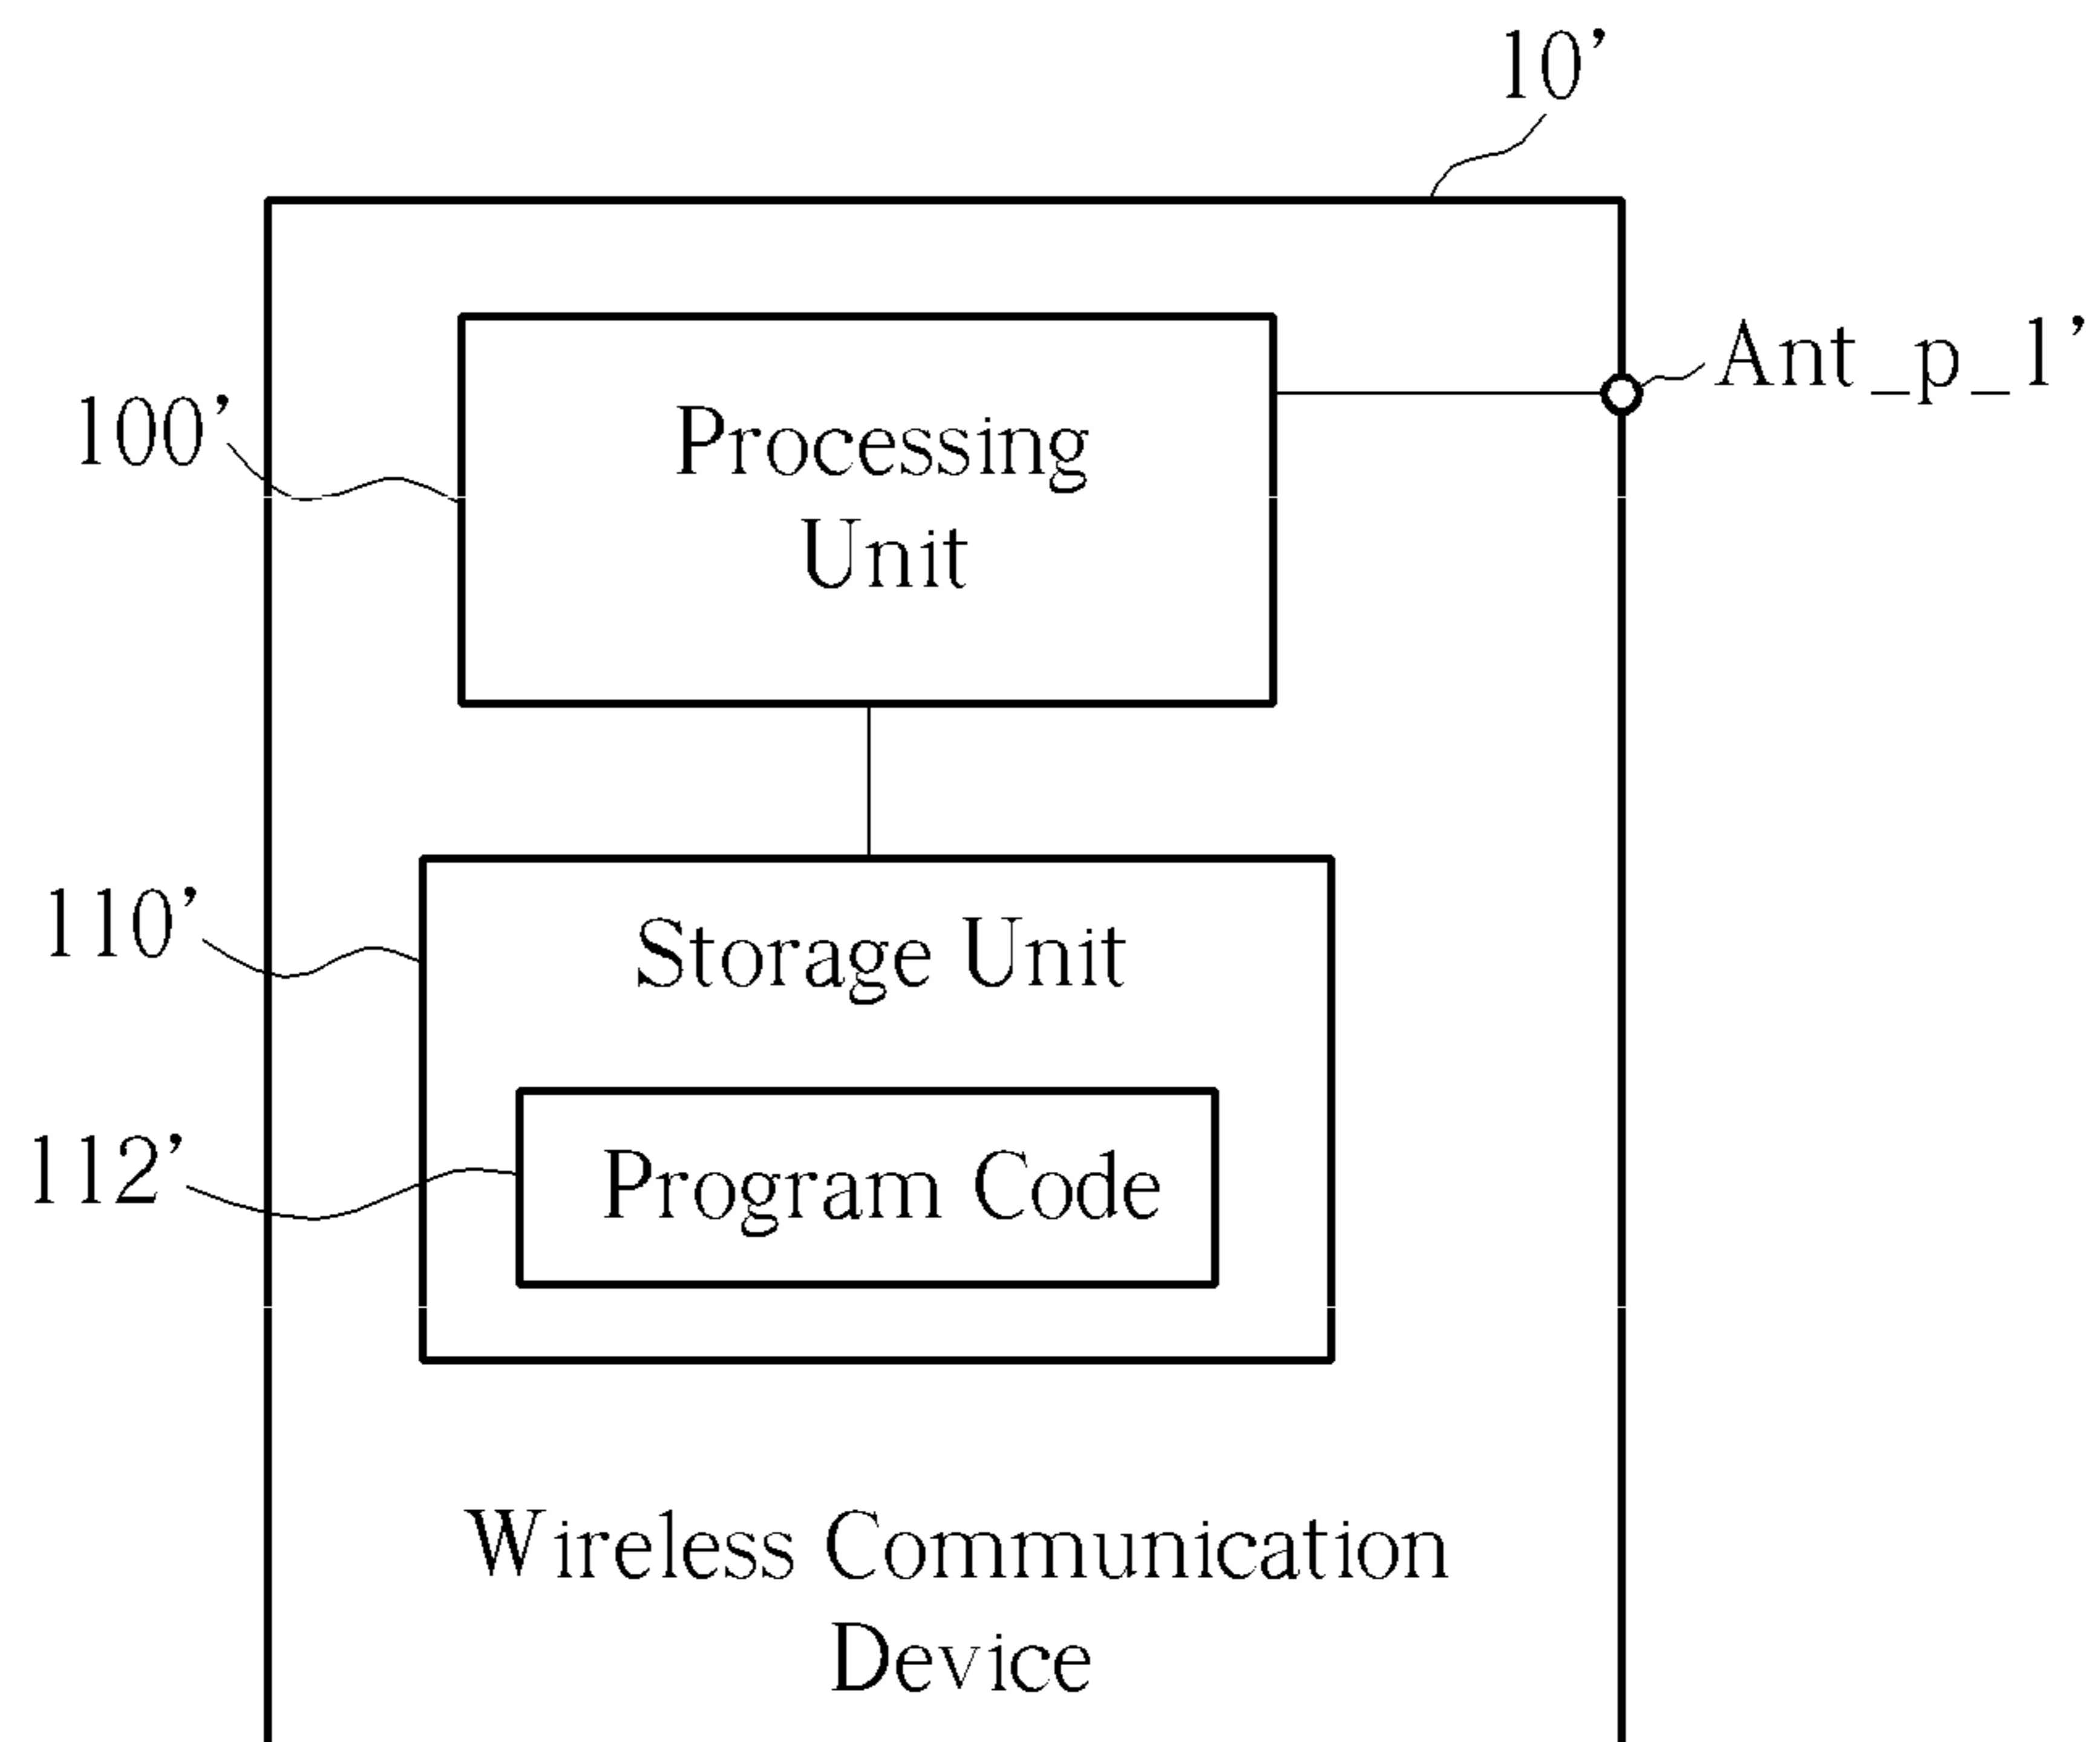 10’
Ant_p_1’
100’
Processing
Unit
110’
Storage Unit
112’
Program Code
Wireless Communication
Device